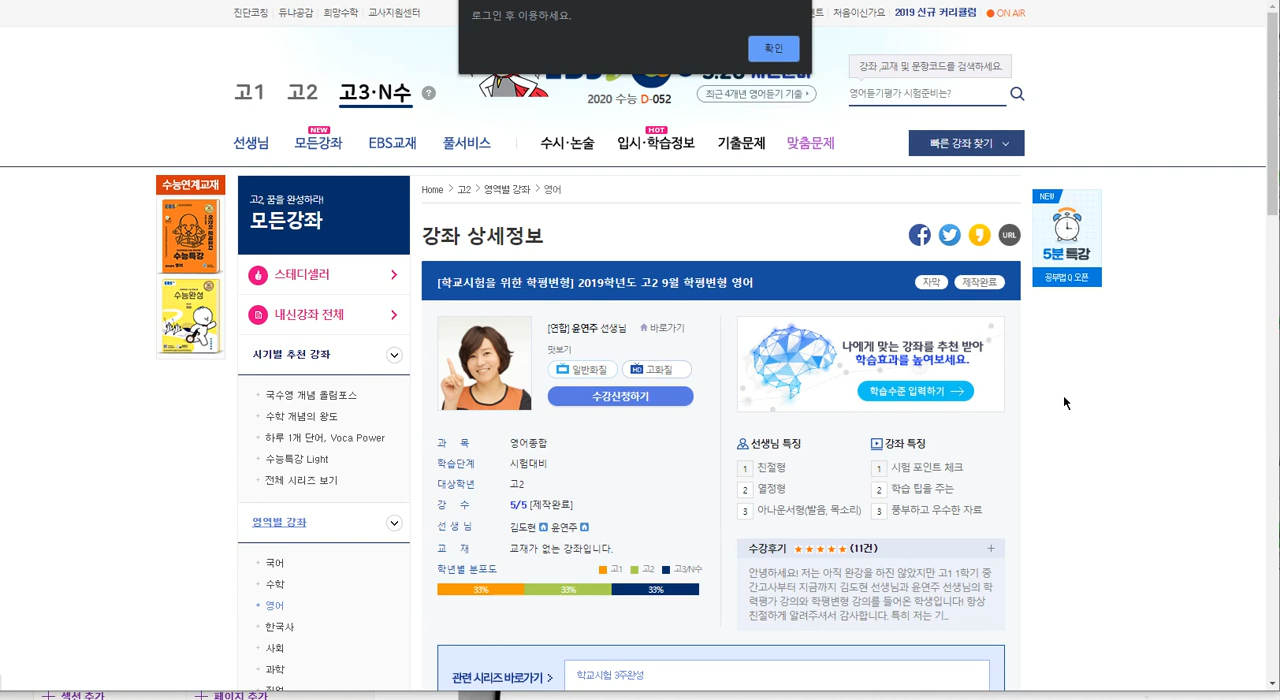 진단코칭 듀냐공감 희망수학 교사지원센터
처음이신가요 2019 신규 커리큘럼 ON AIR
로그인 후 이용하세요.
확인
고1 고2 고3·N수 ?
2020 수능 D-052
최근 4개년 영어듣기 기출
강좌 ,교재 및 문항코드를 검색하세요.
영어듣기평가 시험준비는?
NEW
HOT
선생님 모든강좌 EBS교재 풀서비스 수시·논술 입시·학습정보 기출문제 맞춤문제
빠른 강좌 찾기
수능연계교재
수능특강
수능완성
고2, 꿈을 완성하라!
모든강좌
스테디셀러
내신강좌 전체
시기별 추천 강좌
국수영 개념 올림포스
수학 개념의 왕도
하루 1개 단어, Voca Power
수능특강 Light
전체 시리즈 보기
영역별 강좌
국어
수학
영어
한국사
사회
과학
Home > 고2 > 영역별 강좌 > 영어
강좌 상세정보
URL
[학교시험을 위한 학평변형] 2019학년도 고2 9월 학평변형 영어
자막 제작완료
[연합] 윤연주 선생님 바로가기
맛보기
일반화질 HD 고화질
수강신청하기
과 목 영어종합
학습단계 시험대비
대상학년 고2
강 수 5/5 [제작완료]
선 생 님 김도현 윤연주
교 재 교재가 없는 강좌입니다.
학년별 분포도 고1 고2 고3/N수
33% 33% 33%
나에게 맞는 강좌를 추천 받아
학습효과를 높여보세요.
학습수준 입력하기
선생님 특징
1 친절형
2 열정형
3 아나운서형(발음, 목소리)
강좌 특징
1 시험 포인트 체크
2 학습 팁을 주는
3 풍부하고 우수한 자료
수강후기 ★★★★★ (11건) +
안녕하세요! 저는 아직 완강을 하진 않았지만 고1 1학기 중
간고사부터 지금까지 김도현 선생님과 윤연주 선생님의 학
력평가 강의와 학평변형 강의를 들어온 학생입니다! 항상
친절하게 알려주셔서 감사합니다. 특히 저는 기...
관련 시리즈 바로가기 >
학교시험 3주완성
NEW
5분 특강
공부법 0 오픈
섹션 추가 페이지 추가